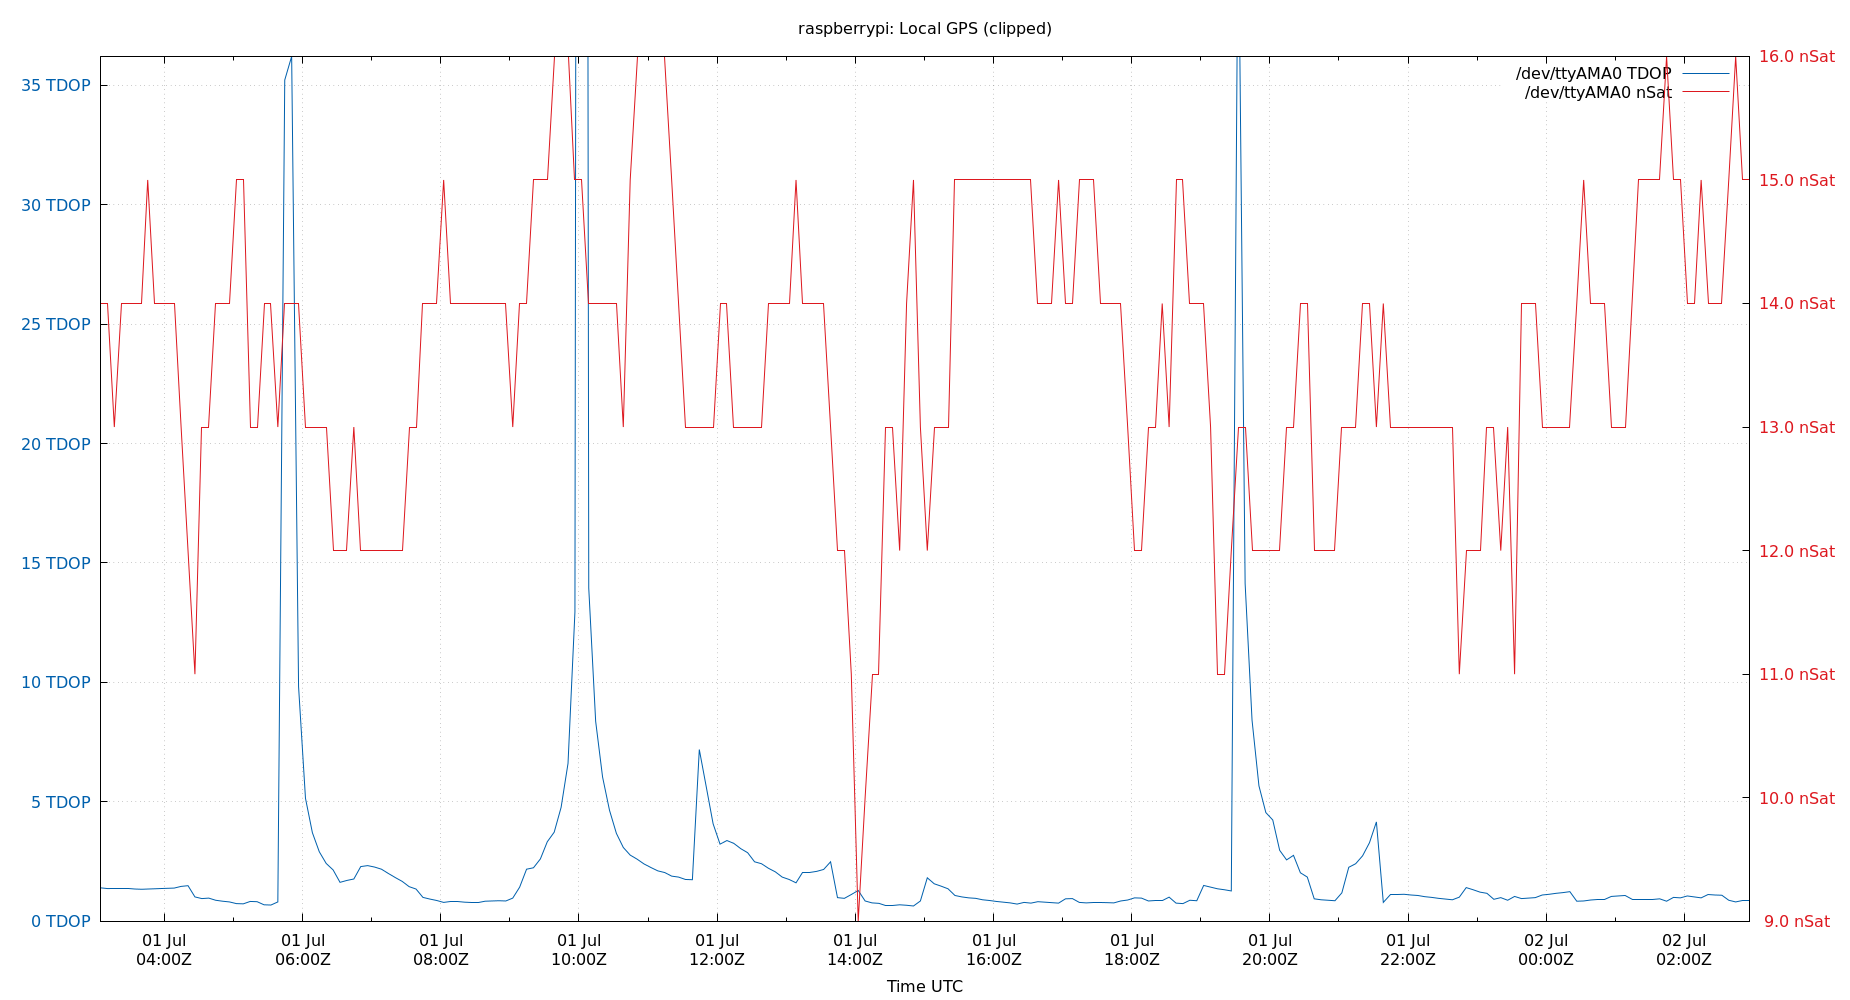 raspberrypi: Local GPS (clipped)
/dev/ttyAMA0 TDOP
/dev/ttyAMA0 nSat
35 TDOP
30 TDOP
25 TDOP
20 TDOP
15 TDOP
10 TDOP
5 TDOP
0 TDOP
16.0 nSat
15.0 nSat
14.0 nSat
13.0 nSat
12.0 nSat
11.0 nSat
10.0 nSat
9.0 nSat
01 Jul
04:00Z
01 Jul
06:00Z
01 Jul
08:00Z
01 Jul
10:00Z
01 Jul
12:00Z
01 Jul
14:00Z
01 Jul
16:00Z
01 Jul
18:00Z
01 Jul
20:00Z
01 Jul
22:00Z
02 Jul
00:00Z
02 Jul
02:00Z
Time UTC